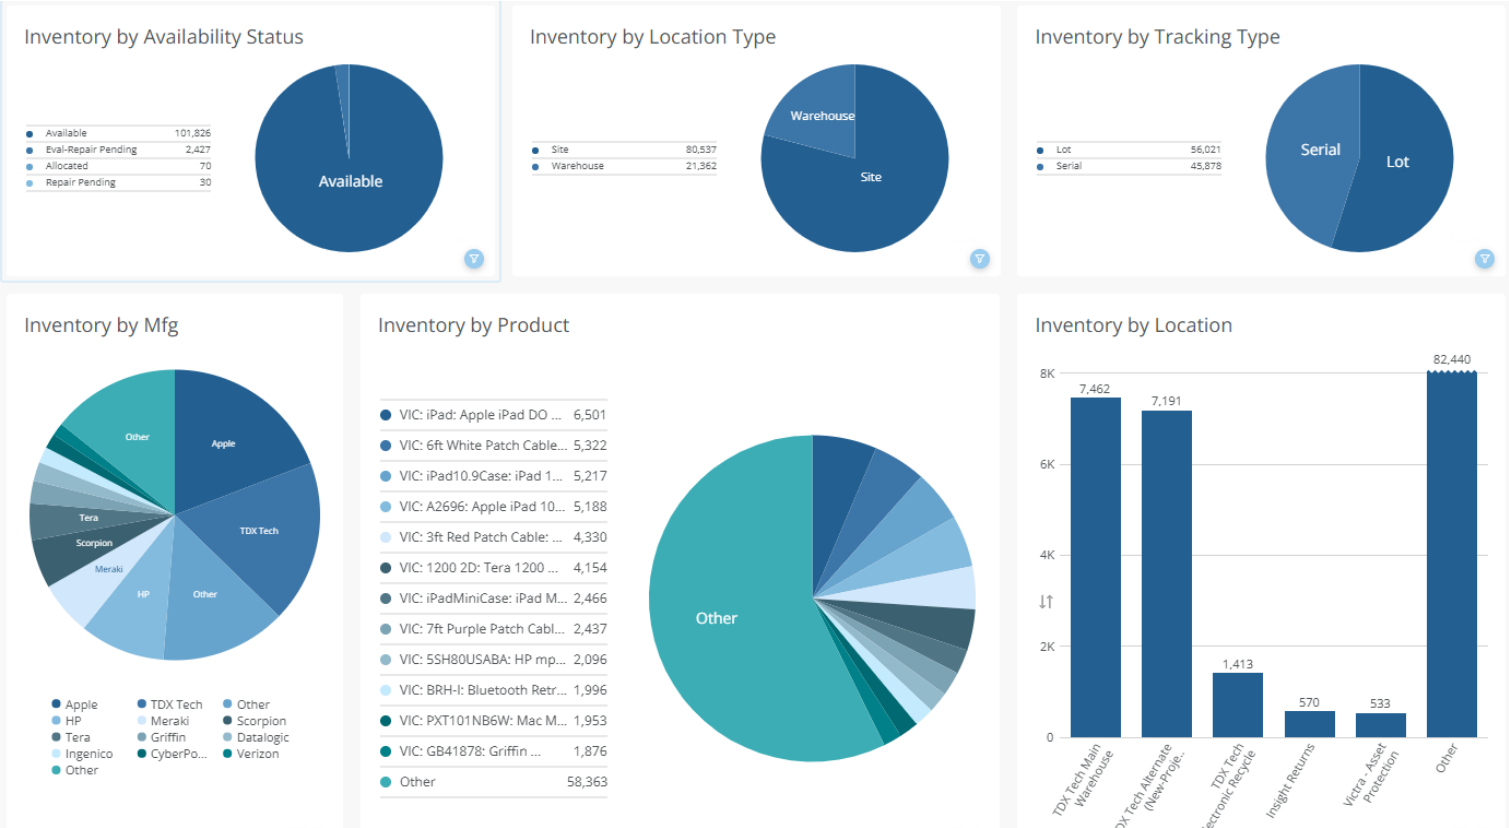 Inventory by Availability Status
Available 101,826
Eval-Repair Pending 2,427
Allocated 70
Repair Pending 30
Available
Inventory by Location Type
Site 80,537
Warehouse 21,362
Warehouse
Site
Inventory by Tracking Type
Lot 56,021
Serial 45,878
Serial
Lot
Inventory by Mfg
Other
Apple
Tera
TDX Tech
Scorpion
Meraki
HP
Other
Apple TDX Tech Other
HP Meraki Scorpion
Tera Griffin Datalogic
Ingenico CyberPo... Verizon
Other
Inventory by Product
VIC: iPad: Apple iPad DO ... 6,501
VIC: 6ft White Patch Cable... 5,322
VIC: iPad10.9Case: iPad 1... 5,217
VIC: A2696: Apple iPad 10... 5,188
VIC: 3ft Red Patch Cable: ... 4,330
VIC: 1200 2D: Tera 1200 ... 4,154
VIC: iPadMiniCase: iPad M... 2,466
VIC: 7ft Purple Patch Cabl... 2,437
VIC: 5SH80USABA: HP mp... 2,096
VIC: BRH-I: Bluetooth Retr... 1,996
VIC: PXT101NB6W: Mac M... 1,953
VIC: GB41878: Griffin ... 1,876
Other 58,363
Other
Inventory by Location
82,440
8K
7,462
7,191
6K
4K
2K
1,413
570
533
0
TDX Tech Main
Warehouse
DX Tech Alternate
(New-Proje..
TDX Tech
ectronic Recycle
Insight Returns
Victra - Asset
Protection
Other